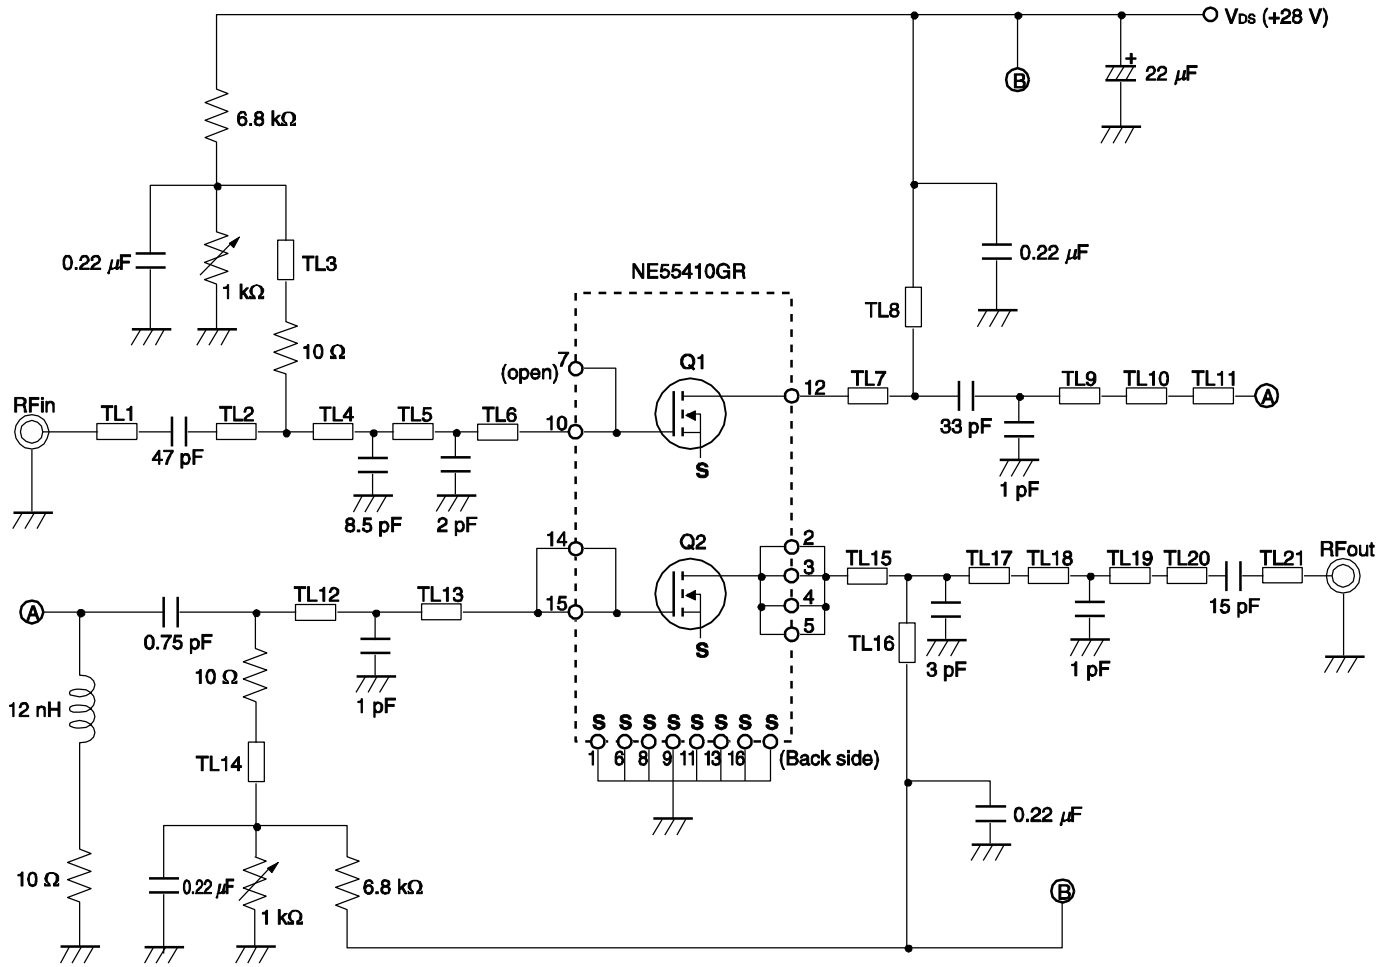 VDS (+28 V)
B
22 µF
+
6.8 kΩ
0.22 µF
1 kΩ
TL3
10 Ω
NE55410GR
0.22 µF
TL8
7
(open)
Q1
S
12
TL7
TL9
TL10
TL11
A
33 pF
1 pF
RFin
TL1
47 pF
TL2
TL4
TL5
TL6
10
8.5 pF
2 pF
14
15
Q2
S
2
3
4
5
TL15
TL17
TL18
TL19
TL20
TL21
RFout
15 pF
TL16
3 pF
1 pF
A
0.75 pF
TL12
TL13
1 pF
12 nH
10 Ω
TL14
S S S S S S S S
1 6 8 9 11 13 16 (Back side)
0.22 µF
10 Ω
0.22 µF
1 kΩ
6.8 kΩ
B